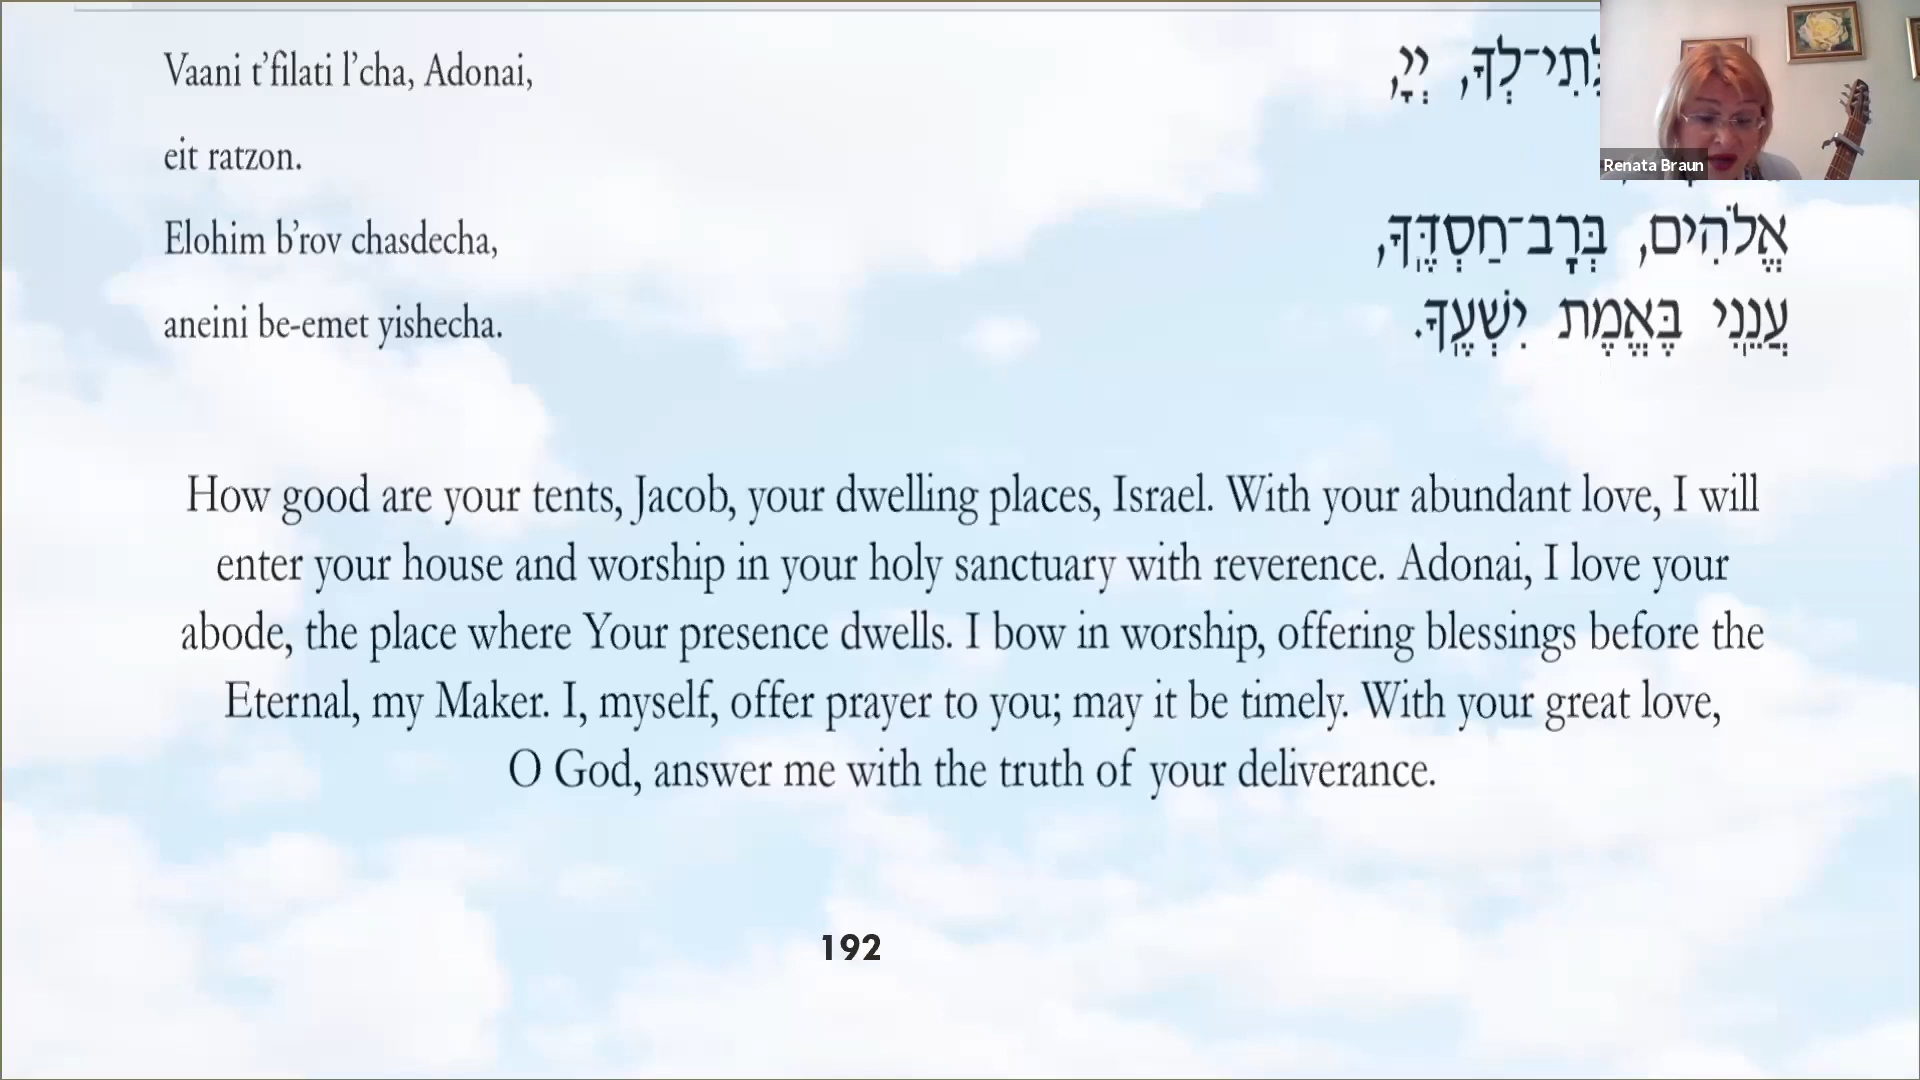 Vaani t’filati l’cha, Adonai,
eit ratzon.
Elohim b’rov chasdecha,
aneini be-emet yishecha.
לְךָ, יְיָ,
אֱלֹהִים, בְּרָב־חַסְדֶּֽךָ,
עֲנֵֽנִי בֶּאֱמֶת יִשְׁעֶֽךָ.
Renata Braun
How good are your tents, Jacob, your dwelling places, Israel. With your abundant love, I will
enter your house and worship in your holy sanctuary with reverence. Adonai, I love your
abode, the place where Your presence dwells. I bow in worship, offering blessings before the
Eternal, my Maker. I, myself, offer prayer to you; may it be timely. With your great love,
O God, answer me with the truth of your deliverance.
192